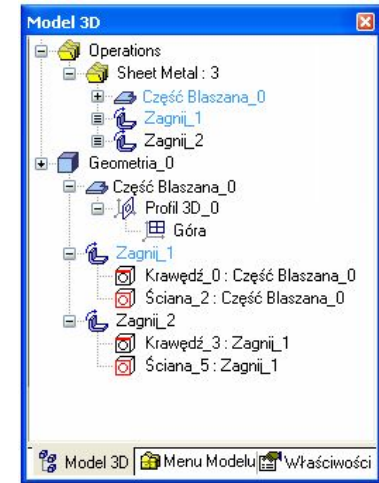 Model 3D
Operations
Sheet Metal : 3
Część Blaszana_0
Zagnij_1
Zagnij_2
Geometria_0
Część Blaszana_0
Profil 3D_0
Góra
Zagnij_1
Krawędź_0 : Część Blaszana_0
Ściana_2 : Część Blaszana_0
Zagnij_2
Krawędź_3 : Zagnij_1
Ściana_5 : Zagnij_1
Model 3D Menu Modelu Właściwości